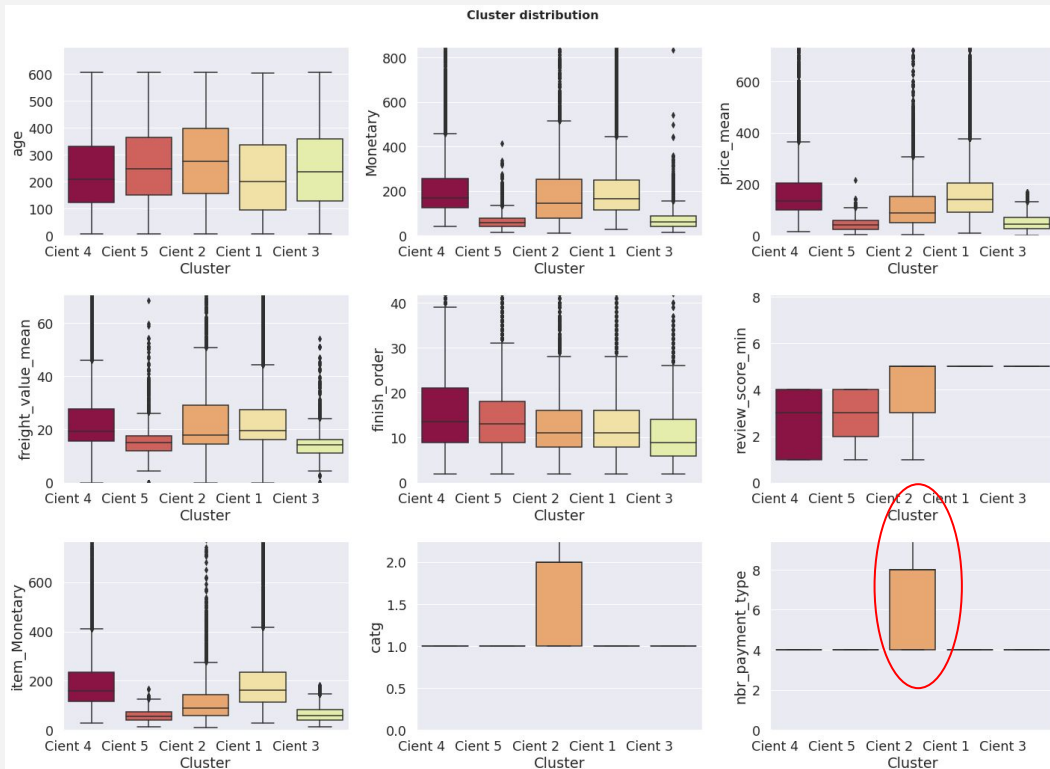 Cluster distribution
age
600
500
400
300
200
100
0
Cient 4 Cient 5 Cient 2 Cient 1 Cient 3
Cluster
Monetary
800
600
400
200
0
Cient 4 Cient 5 Cient 2 Cient 1 Cient 3
Cluster
price_mean
600
400
200
0
Cient 4 Cient 5 Cient 2 Cient 1 Cient 3
Cluster
freight_value_mean
60
40
20
0
Cient 4 Cient 5 Cient 2 Cient 1 Cient 3
Cluster
finish_order
40
30
20
10
0
Cient 4 Cient 5 Cient 2 Cient 1 Cient 3
Cluster
review_score_min
8
6
4
2
0
Cient 4 Cient 5 Cient 2 Cient 1 Cient 3
Cluster
item_Monetary
600
400
200
0
Cient 4 Cient 5 Cient 2 Cient 1 Cient 3
Cluster
catg
2.0
1.5
1.0
0.5
0.0
Cient 4 Cient 5 Cient 2 Cient 1 Cient 3
Cluster
nbr_payment_type
8
6
4
2
0
Cient 4 Cient 5 Cient 2 Cient 1 Cient 3
Cluster